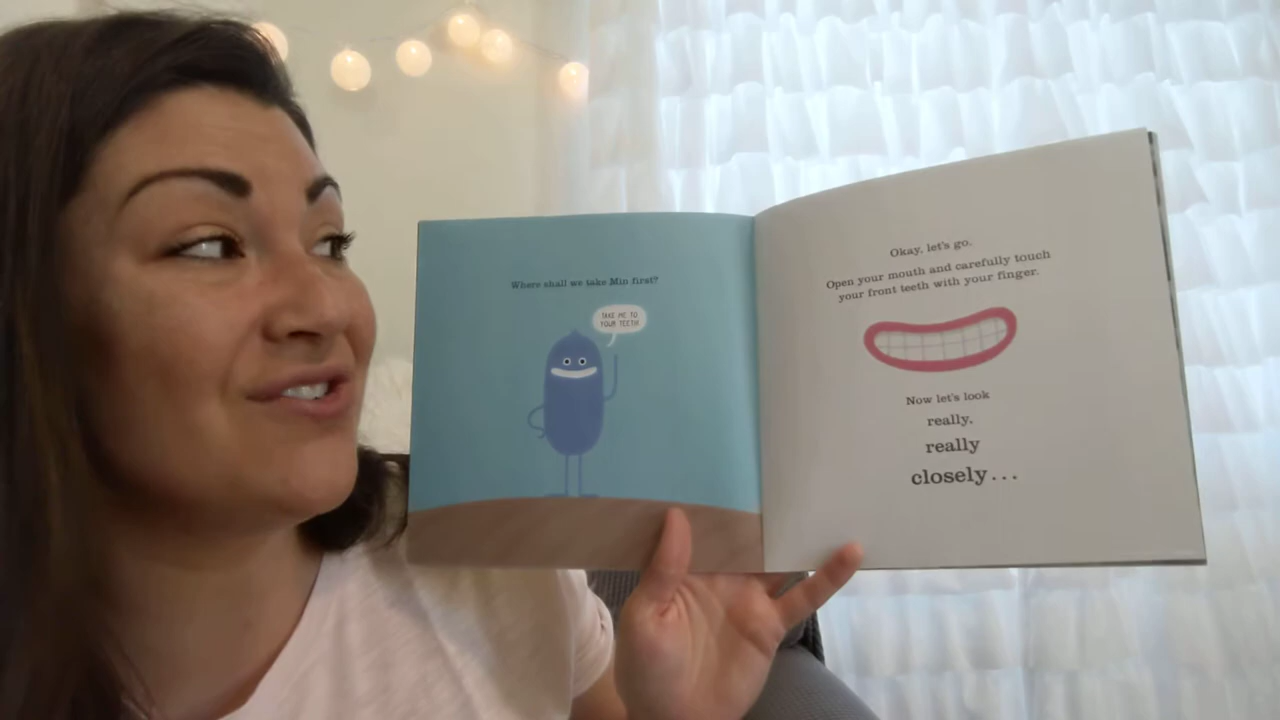 Where shall we take Min first?
TAKE ME TO
YOUR TEETH!
Okay, let's go.
Open your mouth and carefully touch
your front teeth with your finger.
Now let's look
really,
really
closely...